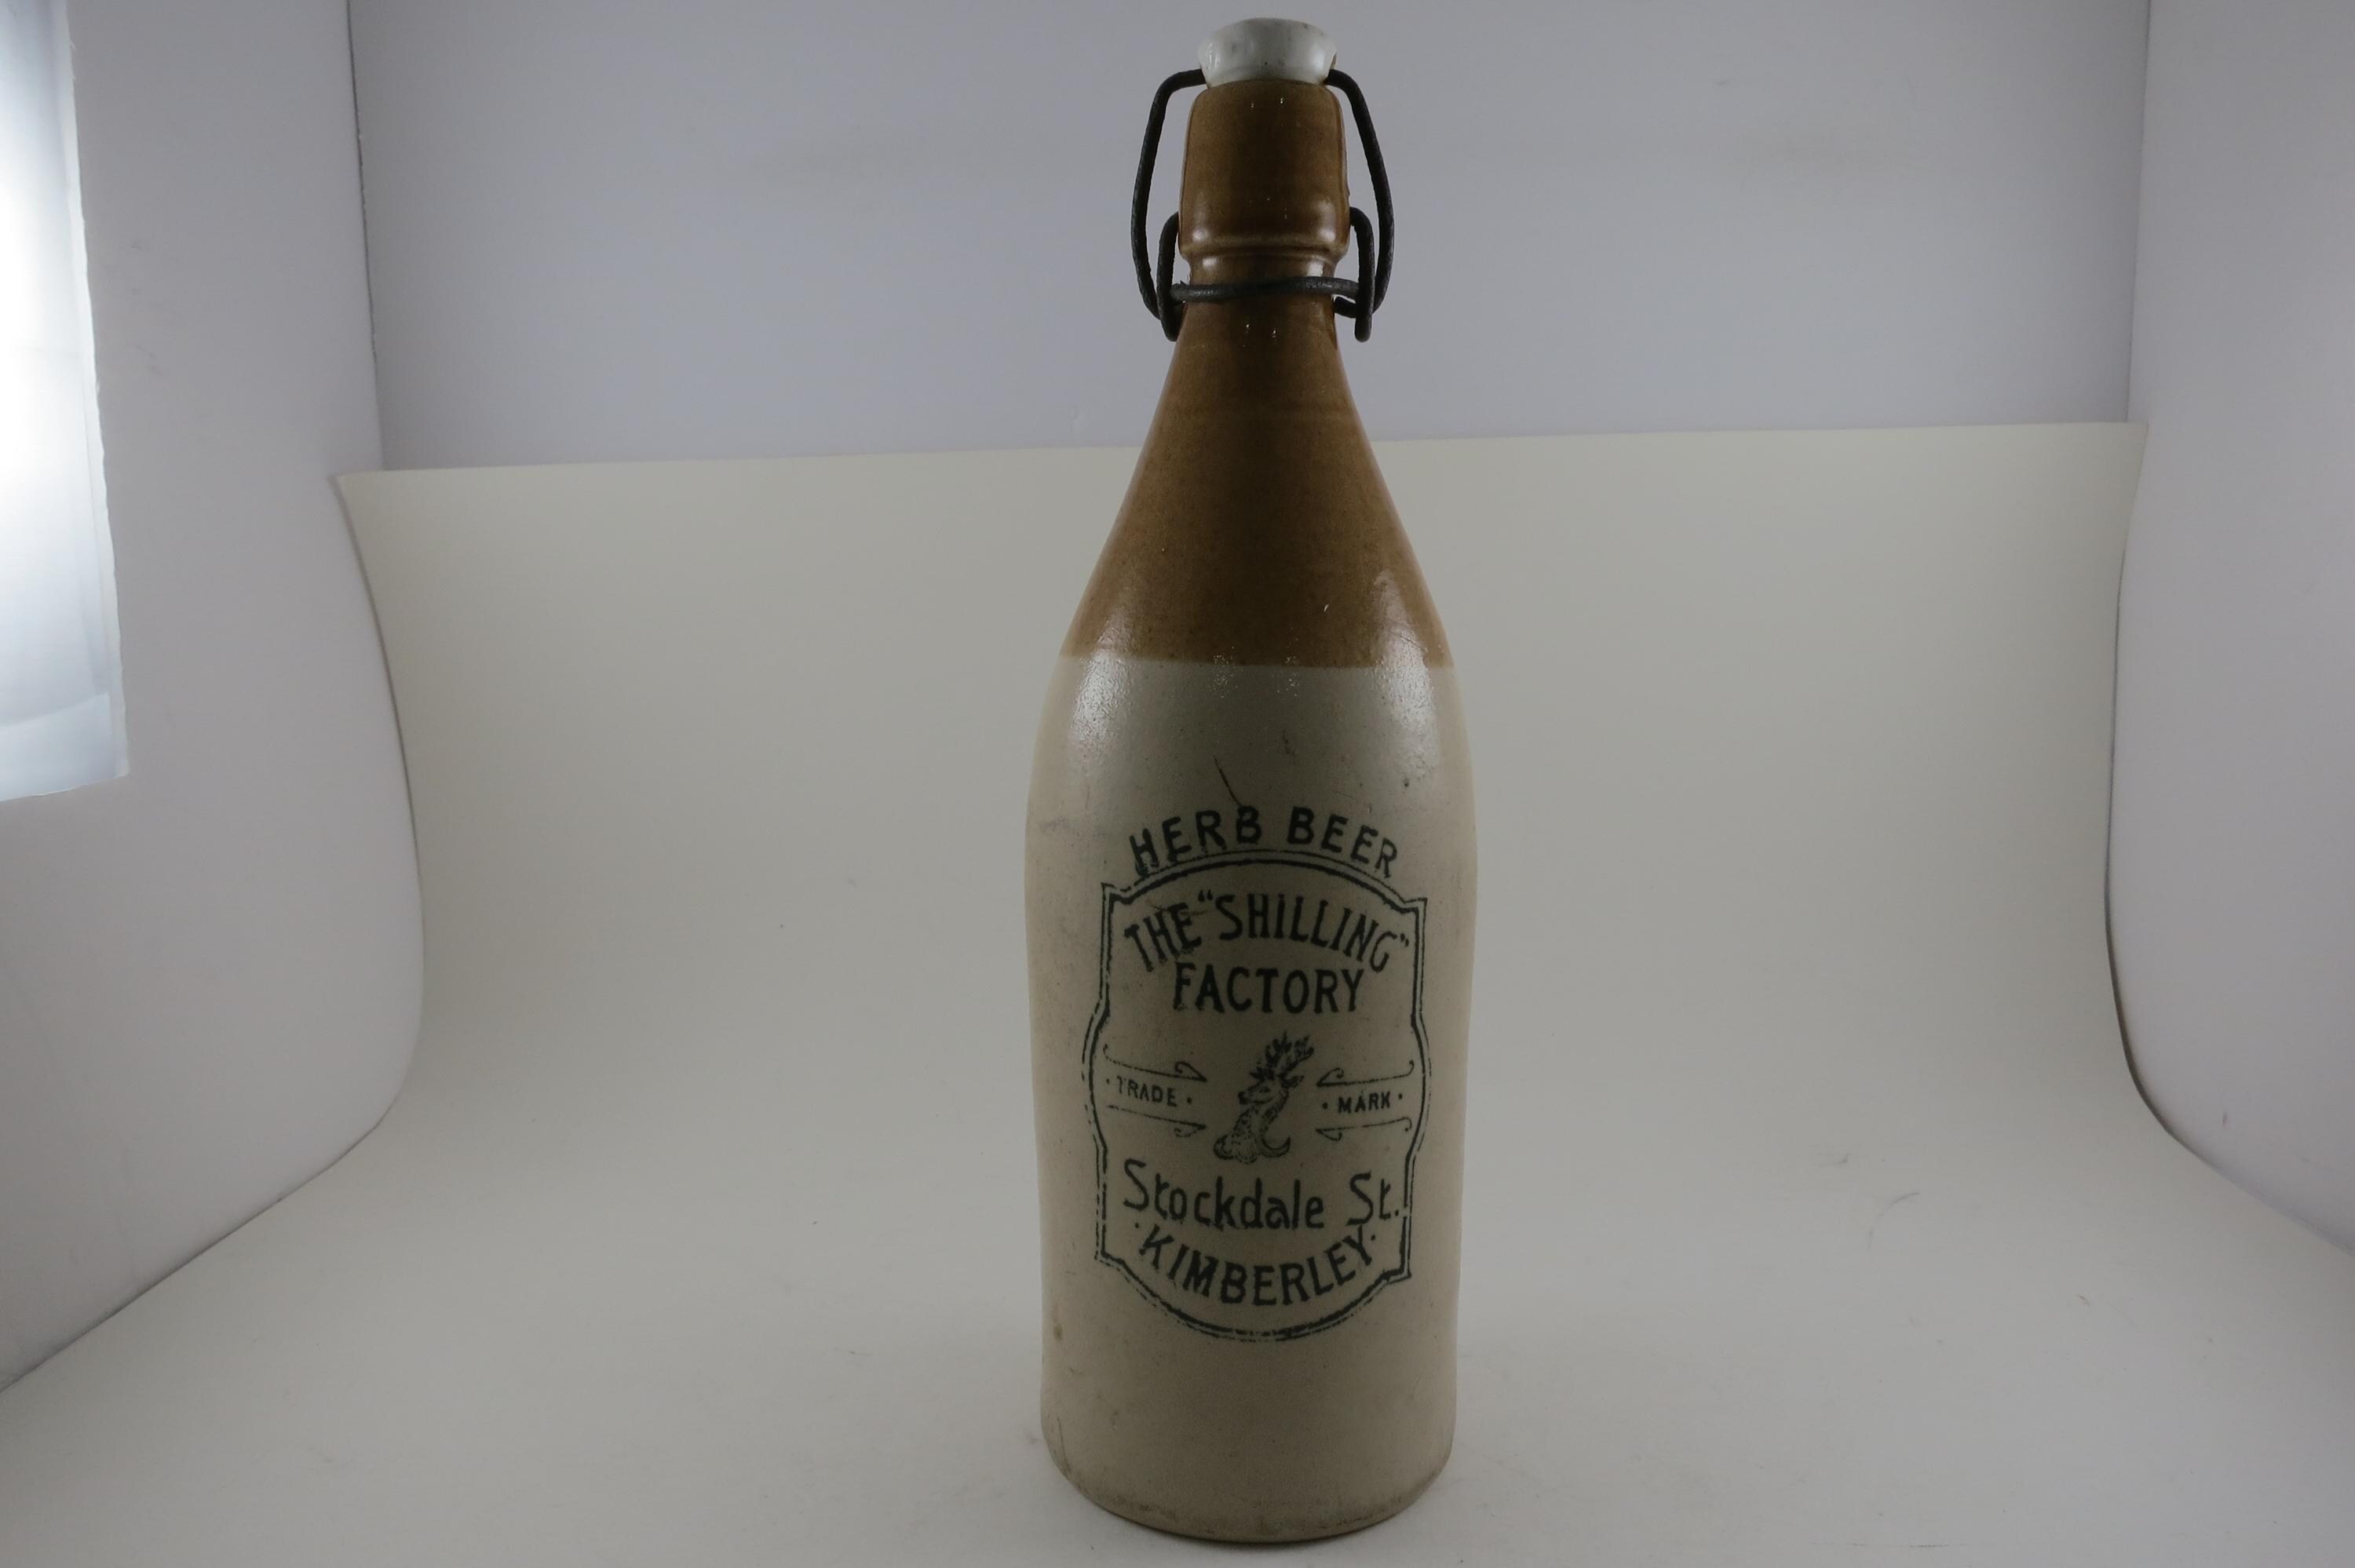 HERB BEER
THE "SHILLING"
FACTORY
· TRADE · · MARK ·
Stockdale St.
· KIMBERLEY ·